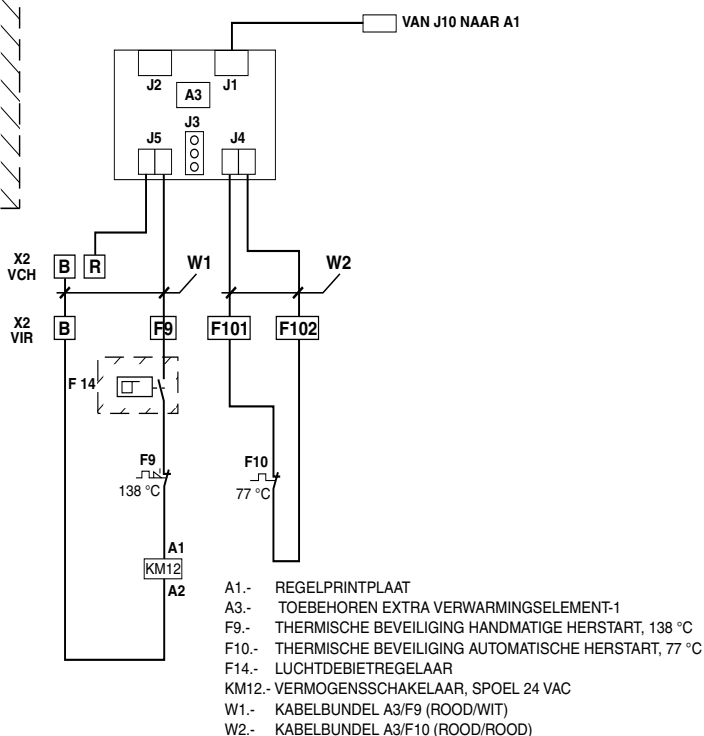 VAN J10 NAAR A1
J2
J1
A3
J3
J5
J4
X2
VCH
B
R
W1
W2
X2
VIR
B
F9
F101
F102
F 14
F9
138 °C
F10
77 °C
A1
KM12
A2
A1.- REGELPRINTPLAAT
A3.- TOEBEHOREN EXTRA VERWARMINGSELEMENT-1
F9.- THERMISCHE BEVEILIGING HANDMATIGE HERSTART, 138 °C
F10.- THERMISCHE BEVEILIGING AUTOMATISCHE HERSTART, 77 °C
F14.- LUCHTDEBIETREGELAAR
KM12.- VERMOGENSSCHAKELAAR, SPOEL 24 VAC
W1.- KABELBUNDEL A3/F9 (ROOD/WIT)
W2.- KABELBUNDEL A3/F10 (ROOD/ROOD)